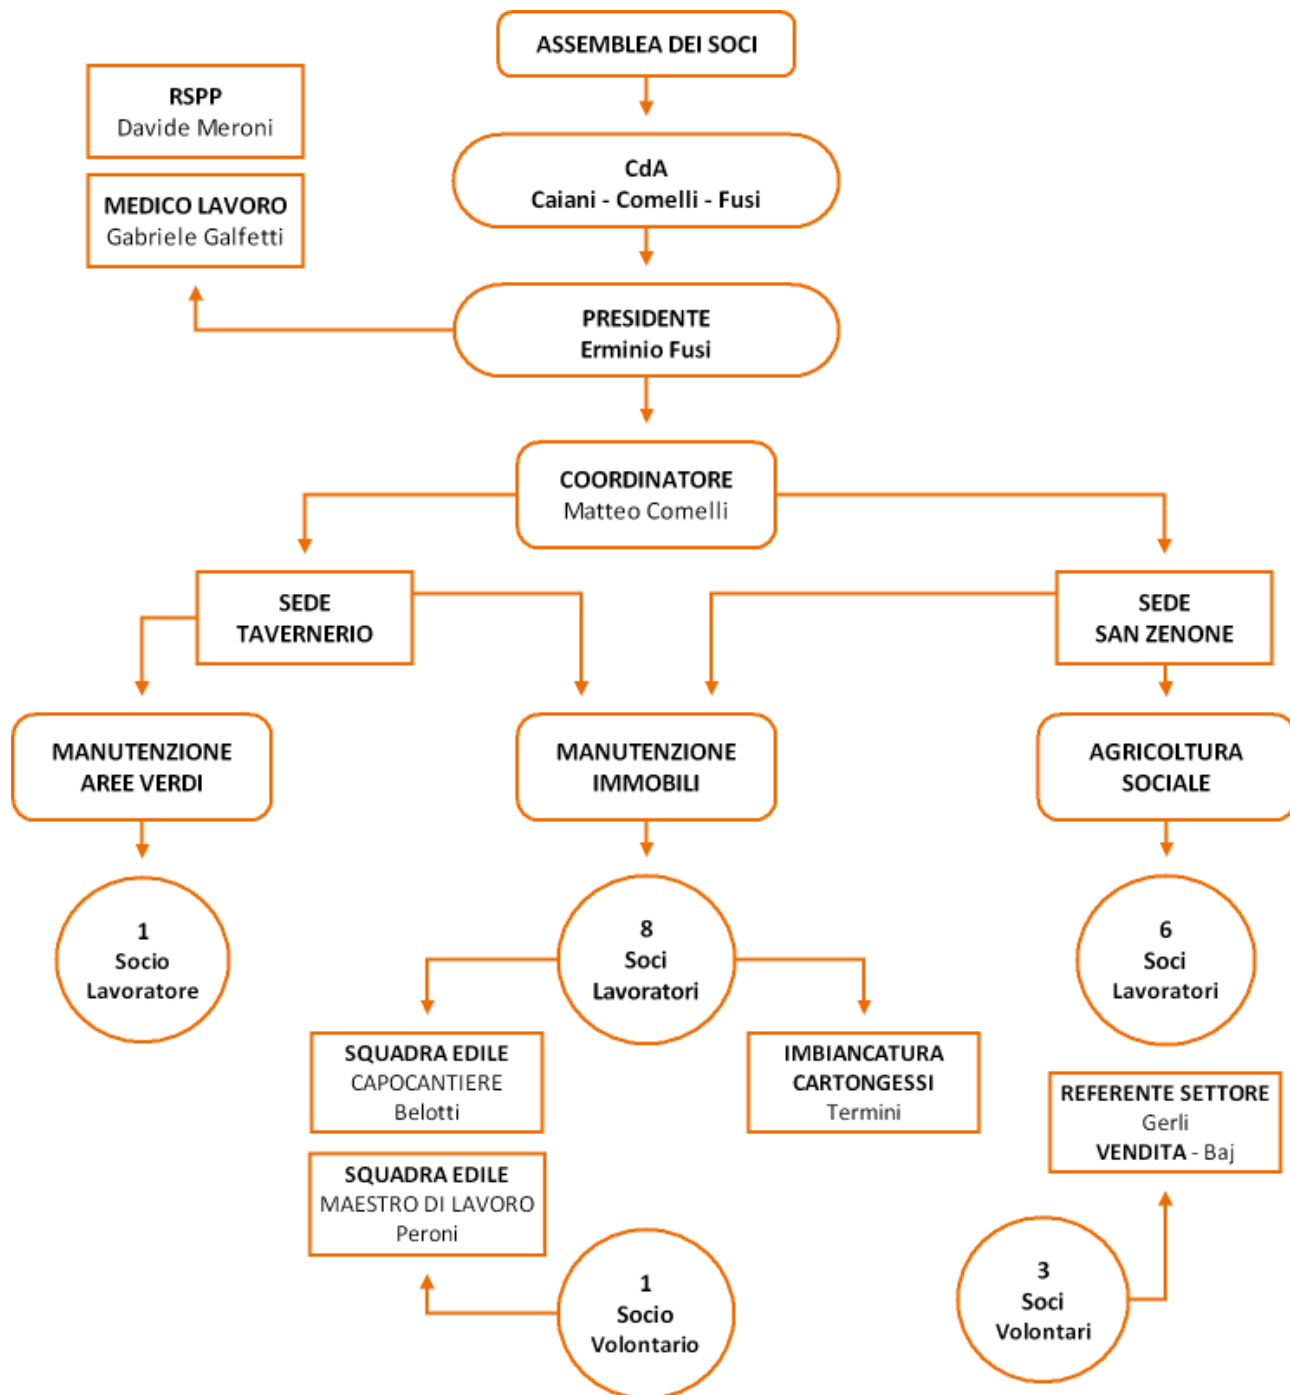 ASSEMBLEA DEI SOCI
RSPP
Davide Meroni
CdA
Caiani - Comelli - Fusi
MEDICO LAVORO
Gabriele Galfetti
PRESIDENTE
Erminio Fusi
COORDINATORE
Matteo Comelli
SEDE
TAVERNERIO
SEDE
SAN ZENONE
MANUTENZIONE
AREE VERDI
MANUTENZIONE
IMMOBILI
AGRICOLTURA
SOCIALE
1
Socio
Lavoratore
8
Soci
Lavoratori
6
Soci
Lavoratori
SQUADRA EDILE
CAPOCANTIERE
Belotti
IMBIANCATURA
CARTONGESSI
Termini
REFERENTE SETTORE
Gerli
VENDITA - Baj
SQUADRA EDILE
MAESTRO DI LAVORO
Peroni
1
Socio
Volontario
3
Soci
Volontari